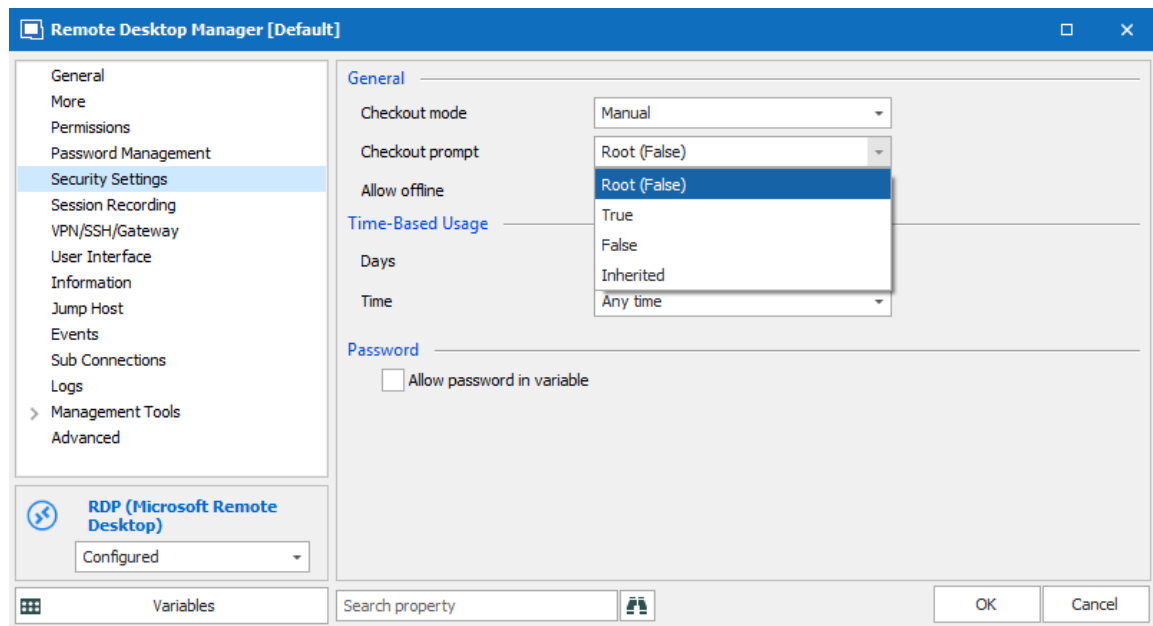 Remote Desktop Manager [Default]
General
More
Permissions
Password Management
Security Settings
Session Recording
VPN/SSH/Gateway
User Interface
Information
Jump Host
Events
Sub Connections
Logs
Management Tools
Advanced
RDP (Microsoft Remote
Desktop)
Configured
Variables
General
Checkout mode
Manual
Checkout prompt
Root (False)
Root (False)
True
False
Inherited
Allow offline
Time-Based Usage
Days
Time
Any time
Password
Allow password in variable
Search property
OK
Cancel